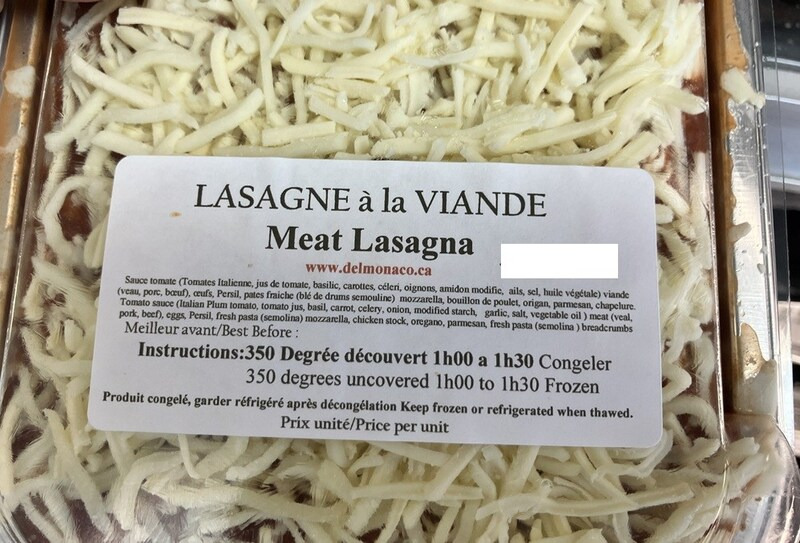 LASAGNE à la VIANDE
Meat Lasagna
www.delmonaco.ca
Sauce tomate (Tomates Italienne, jus de tomate, basilic, carottes, céleri, oignons, amidon modific, ails, sel, huile végétale) viande
(veau, porc, bœuf), œufs, Persil, pates fraiche (blé de drums semouline) mozzarella, bouillon de poulet, origan, parmesan, chapelure.
Tomato sauce (Italian Plum tomato, tomato jus, basil, carrot, celery, onion, modified starch, garlic, salt, vegetable oil ) meat (veal,
pork, beef), eggs, Persil, fresh pasta (semolina) mozzarella, chicken stock, oregano, parmesan, fresh pasta (semolina ) breadcrumbs
Meilleur avant/Best Before :
Instructions:350 Degrée découvert 1h00 a 1h30 Congeler
350 degrees uncovered 1h00 to 1h30 Frozen
Produit congelé, garder réfrigéré après décongélation Keep frozen or refrigerated when thawed.
Prix unité/Price per unit